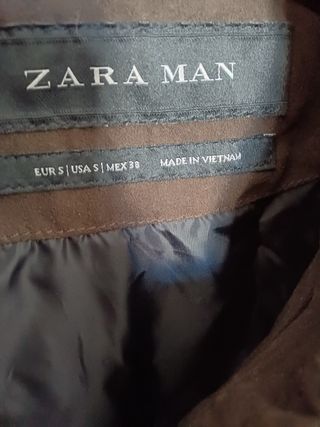 ZARA MAN
EUR S | USA S | MEX 38 MADE IN VIETNAM